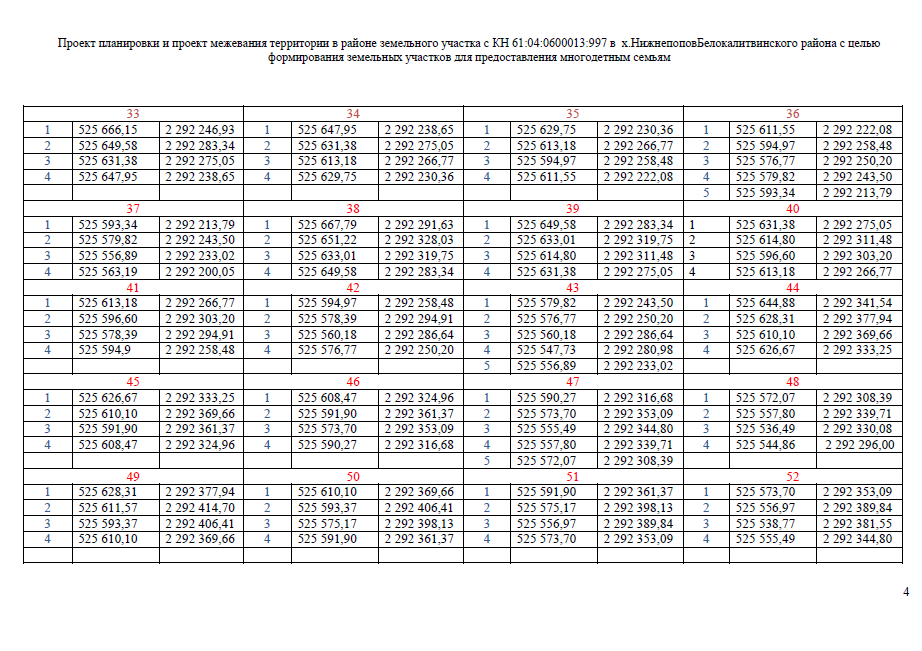 Проект планировки и проект межевания территории в районе земельного участка с КН 61:04:0600013:997 в х.НижнепоповБелокалитвинского района с целью
формирования земельных участков для предоставления многодетным семьям
33 34 35 36
1 525 666,15 2 292 246,93 1 525 647,95 2 292 238,65 1 525 629,75 2 292 230,36 1 525 611,55 2 292 222,08
2 525 649,58 2 292 283,34 2 525 631,38 2 292 275,05 2 525 613,18 2 292 266,77 2 525 594,97 2 292 258,48
3 525 631,38 2 292 275,05 3 525 613,18 2 292 266,77 3 525 594,97 2 292 258,48 3 525 576,77 2 292 250,20
4 525 647,95 2 292 238,65 4 525 629,75 2 292 230,36 4 525 611,55 2 292 222,08 4 525 579,82 2 292 243,50
5 525 593,34 2 292 213,79
37 38 39 40
1 525 593,34 2 292 213,79 1 525 667,79 2 292 291,63 1 525 649,58 2 292 283,34 1 525 631,38 2 292 275,05
2 525 579,82 2 292 243,50 2 525 651,22 2 292 328,03 2 525 633,01 2 292 319,75 2 525 614,80 2 292 311,48
3 525 556,89 2 292 233,02 3 525 633,01 2 292 319,75 3 525 614,80 2 292 311,48 3 525 596,60 2 292 303,20
4 525 563,19 2 292 200,05 4 525 649,58 2 292 283,34 4 525 631,38 2 292 275,05 4 525 613,18 2 292 266,77
41 42 43 44
1 525 613,18 2 292 266,77 1 525 594,97 2 292 258,48 1 525 579,82 2 292 243,50 1 525 644,88 2 292 341,54
2 525 596,60 2 292 303,20 2 525 578,39 2 292 294,91 2 525 576,77 2 292 250,20 2 525 628,31 2 292 377,94
3 525 578,39 2 292 294,91 3 525 560,18 2 292 286,64 3 525 560,18 2 292 286,64 3 525 610,10 2 292 369,66
4 525 594,9 2 292 258,48 4 525 576,77 2 292 250,20 4 525 547,73 2 292 280,98 4 525 626,67 2 292 333,25
5 525 556,89 2 292 233,02
45 46 47 48
1 525 626,67 2 292 333,25 1 525 608,47 2 292 324,96 1 525 590,27 2 292 316,68 1 525 572,07 2 292 308,39
2 525 610,10 2 292 369,66 2 525 591,90 2 292 361,37 2 525 573,70 2 292 353,09 2 525 557,80 2 292 339,71
3 525 591,90 2 292 361,37 3 525 573,70 2 292 353,09 3 525 555,49 2 292 344,80 3 525 536,49 2 292 330,08
4 525 608,47 2 292 324,96 4 525 590,27 2 292 316,68 4 525 557,80 2 292 339,71 4 525 544,86 2 292 296,00
5 525 572,07 2 292 308,39
49 50 51 52
1 525 628,31 2 292 377,94 1 525 610,10 2 292 369,66 1 525 591,90 2 292 361,37 1 525 573,70 2 292 353,09
2 525 611,57 2 292 414,70 2 525 593,37 2 292 406,41 2 525 575,17 2 292 398,13 2 525 556,97 2 292 389,84
3 525 593,37 2 292 406,41 3 525 575,17 2 292 398,13 3 525 556,97 2 292 389,84 3 525 538,77 2 292 381,55
4 525 610,10 2 292 369,66 4 525 591,90 2 292 361,37 4 525 573,70 2 292 353,09 4 525 555,49 2 292 344,80
4